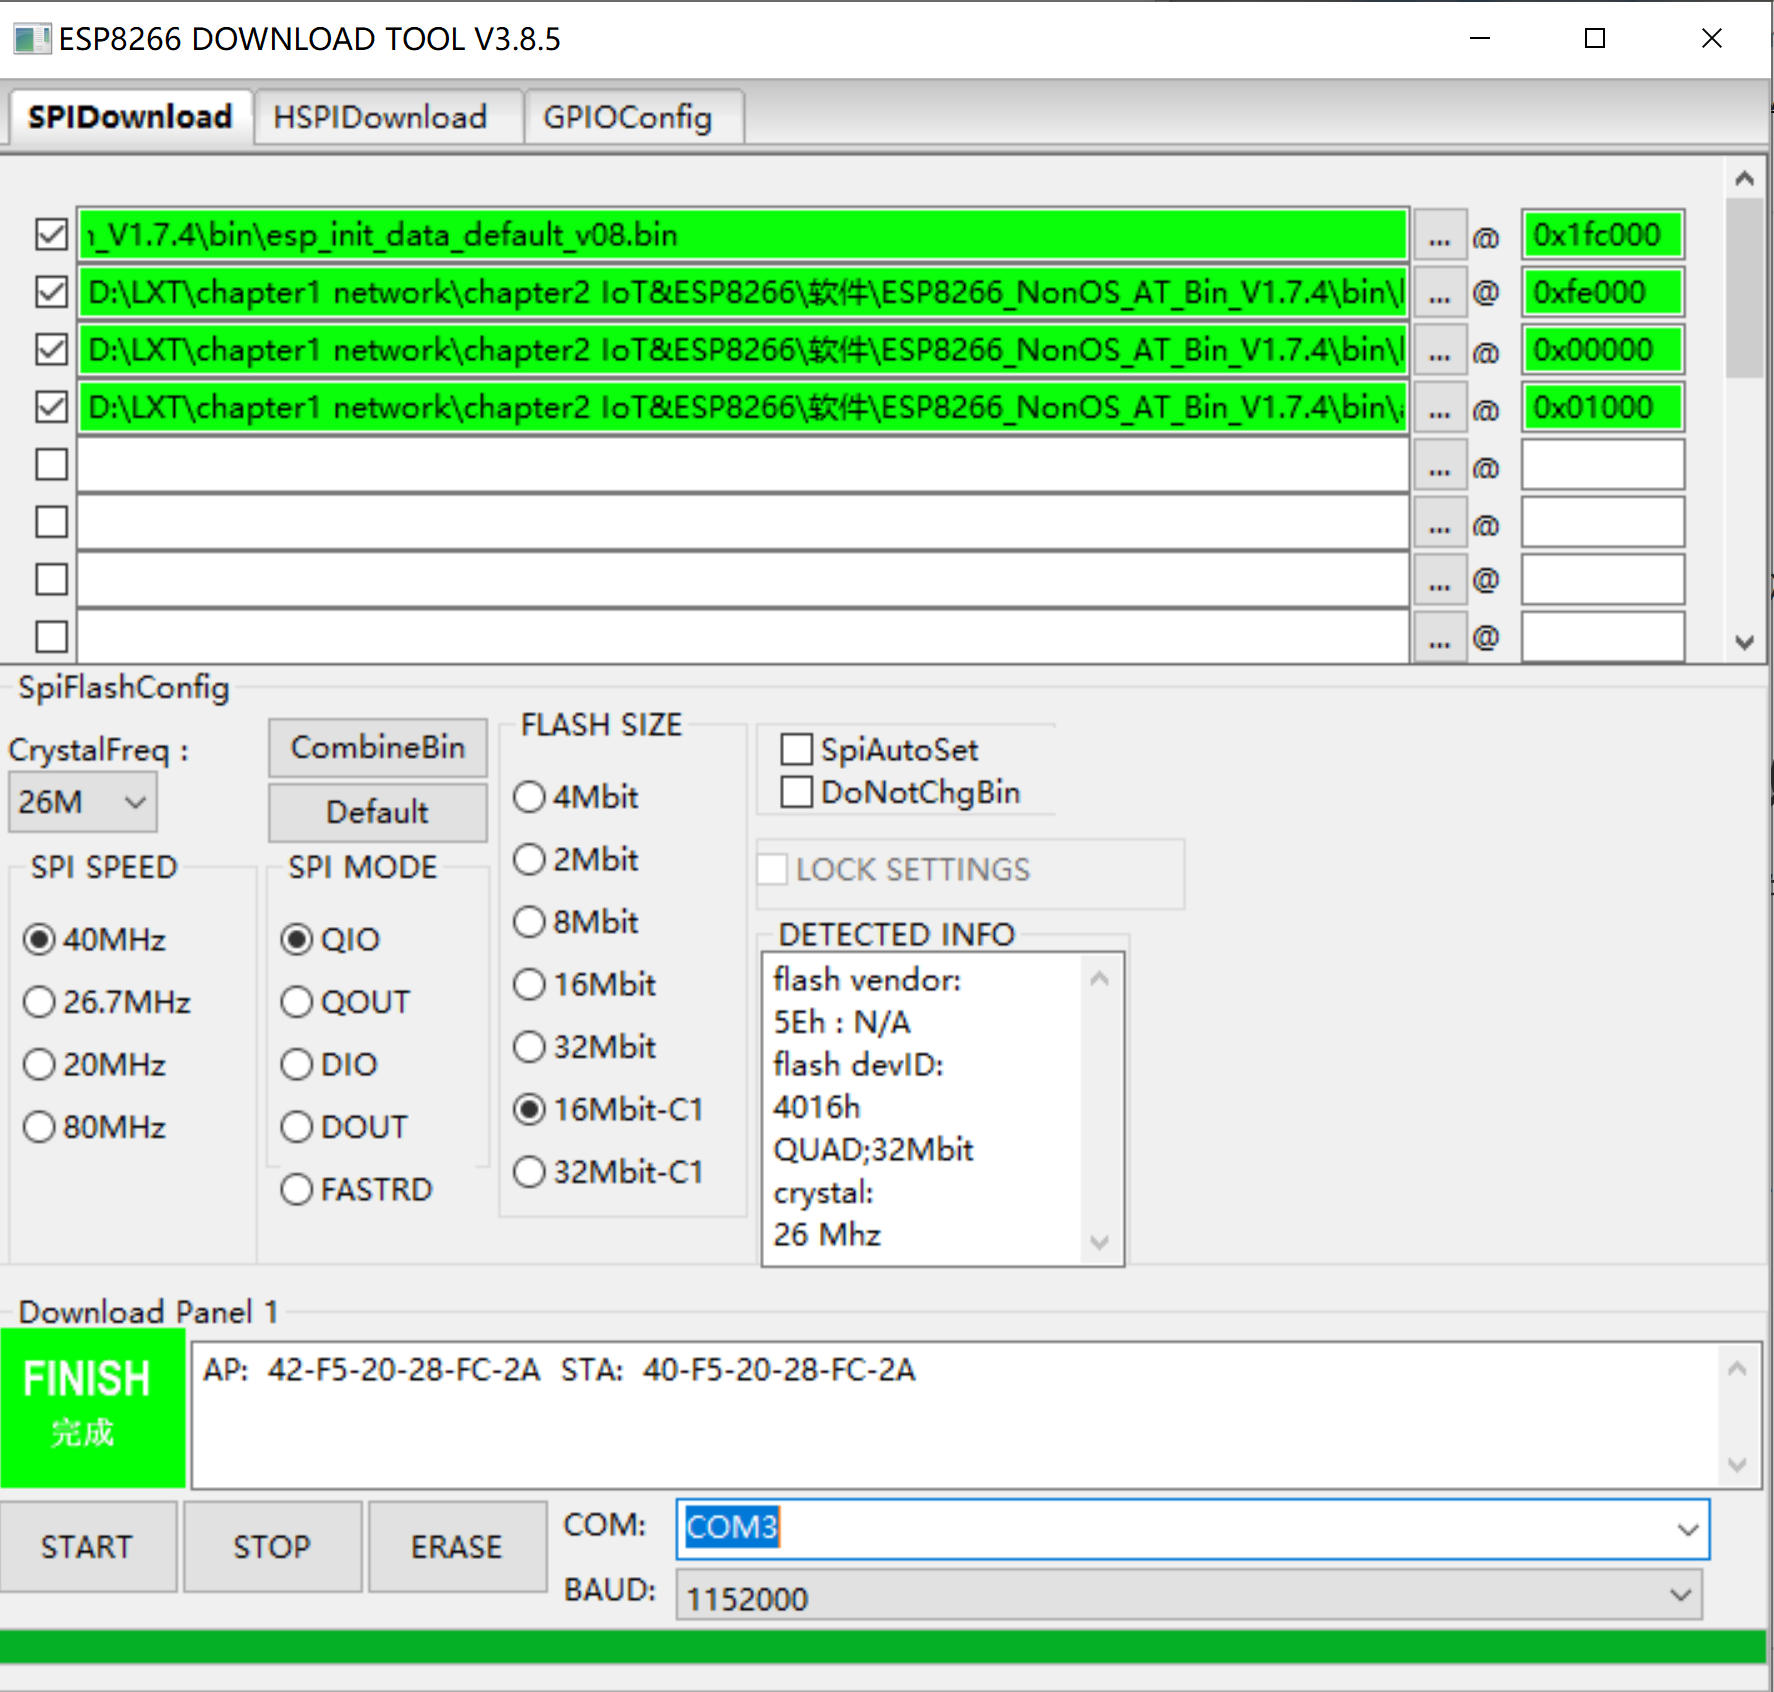 ESP8266 DOWNLOAD TOOL V3.8.5
SPIDownload HSPIDownload GPIOConfig
_V1.7.4\bin\esp_init_data_default_v08.bin ... @ 0x1fc000
D:\LXT\chapter1 network\chapter2 IoT&ESP8266\软件\ESP8266_NonOS_AT_Bin_V1.7.4\bin\ ... @ 0xfe000
D:\LXT\chapter1 network\chapter2 IoT&ESP8266\软件\ESP8266_NonOS_AT_Bin_V1.7.4\bin\ ... @ 0x00000
D:\LXT\chapter1 network\chapter2 IoT&ESP8266\软件\ESP8266_NonOS_AT_Bin_V1.7.4\bin\ ... @ 0x01000
... @
... @
... @
... @
SpiFlashConfig
CrystalFreq :
26M
CombineBin
Default
SPI SPEED
40MHz
26.7MHz
20MHz
80MHz
SPI MODE
QIO
QOUT
DIO
DOUT
FASTRD
FLASH SIZE
4Mbit
2Mbit
8Mbit
16Mbit
32Mbit
16Mbit-C1
32Mbit-C1
SpiAutoSet
DoNotChgBin
LOCK SETTINGS
DETECTED INFO
flash vendor:
5Eh : N/A
flash devID:
4016h
QUAD;32Mbit
crystal:
26 Mhz
Download Panel 1
FINISH
完成
AP: 42-F5-20-28-FC-2A STA: 40-F5-20-28-FC-2A
START STOP ERASE
COM: COM3
BAUD: 1152000